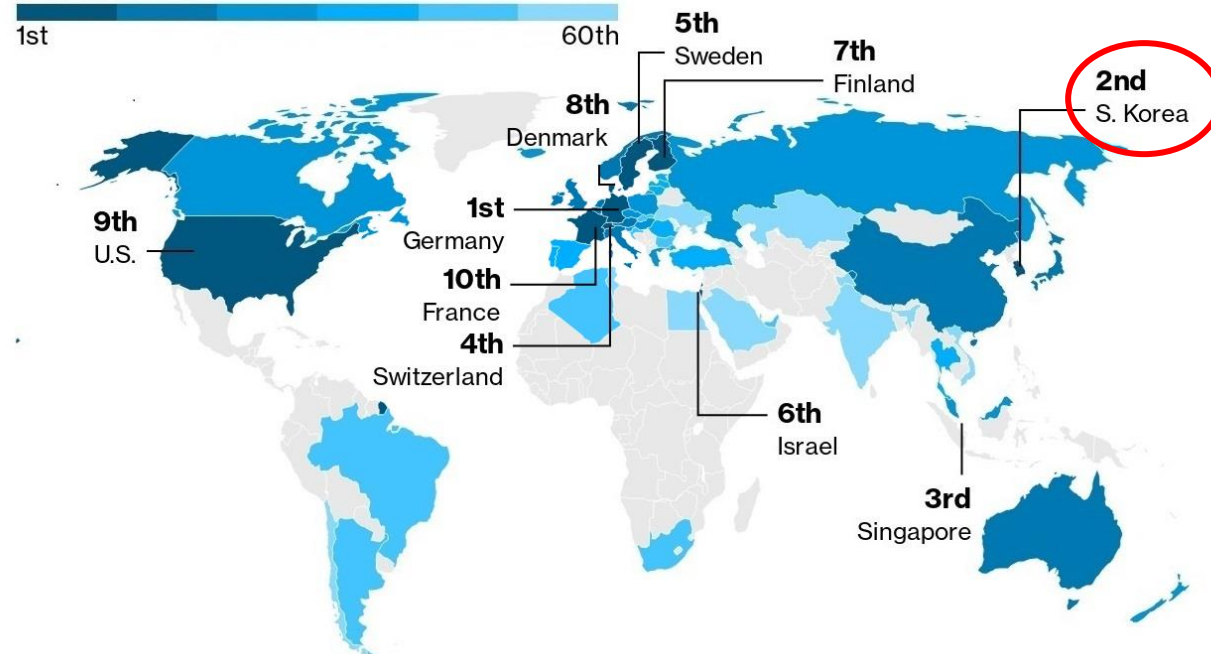 1st
60th
5th
Sweden
7th
Finland
2nd
S. Korea
8th
Denmark
9th
U.S.
1st
Germany
10th
France
4th
Switzerland
6th
Israel
3rd
Singapore